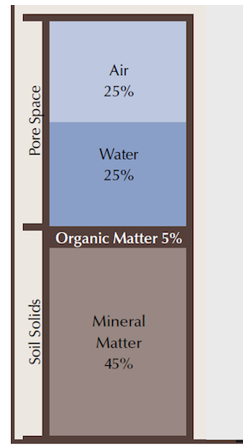 Pore Space
Air
25%
Water
25%
Organic Matter 5%
Soil Solids
Mineral
Matter
45%